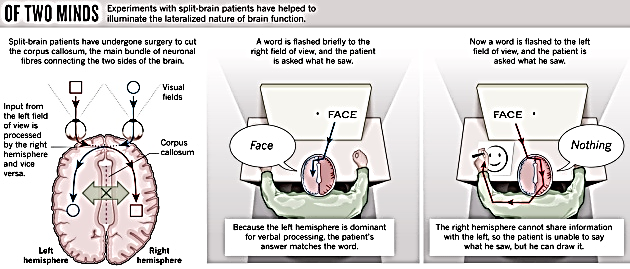 OF TWO MINDS
Experiments with split-brain patients have helped to
illuminate the lateralized nature of brain function.
Split-brain patients have undergone surgery to cut
the corpus callosum, the main bundle of neuronal
fibres connecting the two sides of the brain.
Input from
the left field
of view is
processed
by the right
hemisphere
and vice
versa.
Visual
fields
Corpus
callosum
Left
hemisphere
Right
hemisphere
A word is flashed briefly to the
right field of view, and the patient
is asked what he saw.
FACE
Face
Because the left hemisphere is dominant
for verbal processing, the patient's
answer matches the word.
Now a word is flashed to the left
field of view, and the patient is
asked what he saw.
FACE
Nothing
The right hemisphere cannot share information
with the left, so the patient is unable to say
what he saw, but he can draw it.